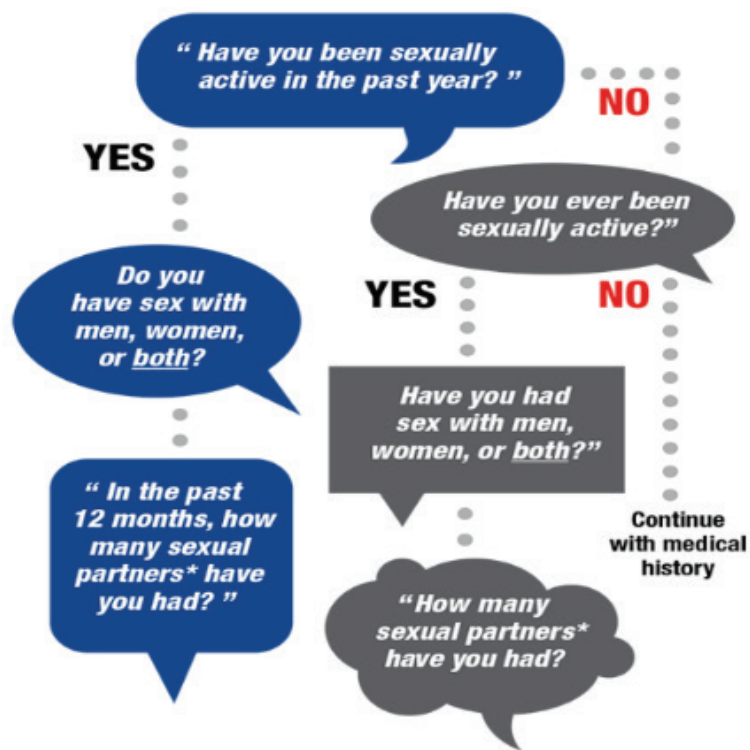 “ Have you been sexually
active in the past year? ”
NO
YES
Have you ever been
sexually active?”
Do you
have sex with
men, women,
or both?
YES
NO
Have you had
sex with men,
women, or both?”
“ In the past
12 months, how
many sexual
partners* have
you had? ”
Continue
with medical
history
“How many
sexual partners*
have you had?